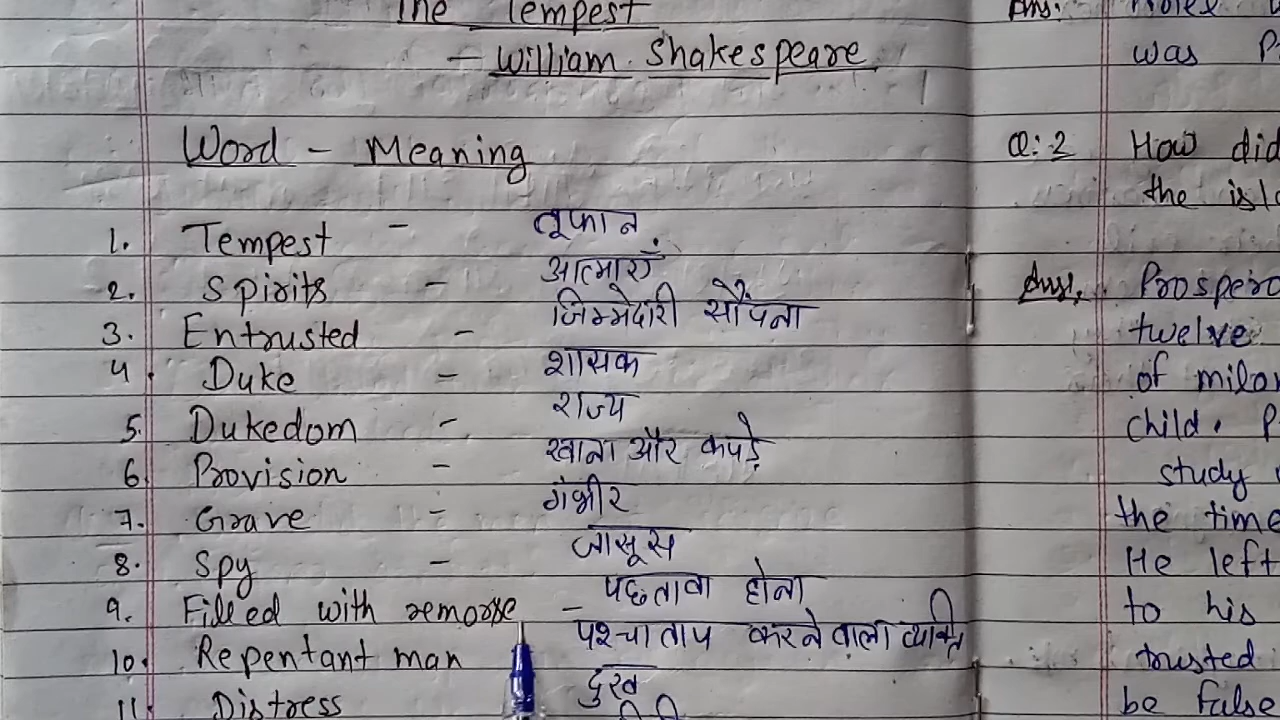 The Tempest
- William Shakespeare
Word - Meaning
1. Tempest - तूफान
2. Spirits - आत्माएँ
3. Entrusted - जिम्मेदारी सौंपना
4. Duke - शासक
5. Dukedom - राज्य
6. Provision - खाना और कपड़े
7. Grave - गंभीर
8. Spy - जासूस
9. Filled with remorse - पछतावा होना
10. Repentant man पश्चाताप करने वाला व्यक्ति
11. Distress दुख
Ans.
was P
Q:2 How did
the isla
Ans. Prospero
twelve
of milan
child. P
study
the time
He left
to his
trusted
be false